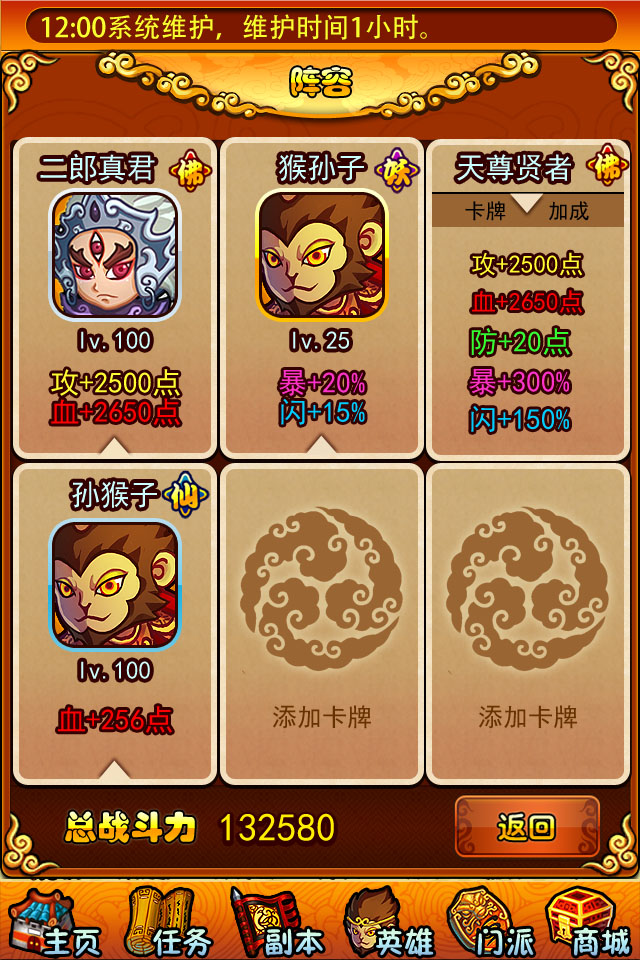 12:00系统维护，维护时间1小时。
阵容
二郎真君 佛
lv.100
攻+2500点
血+2650点
猴孙子 妖
lv.25
暴+20%
闪+15%
天尊贤者 佛
卡牌 加成
攻+2500点
血+2650点
防+20点
暴+300%
闪+150%
孙猴子 仙
lv.100
血+256点
添加卡牌
添加卡牌
总战斗力 132580
返回
主页 任务 副本 英雄 门派 商城